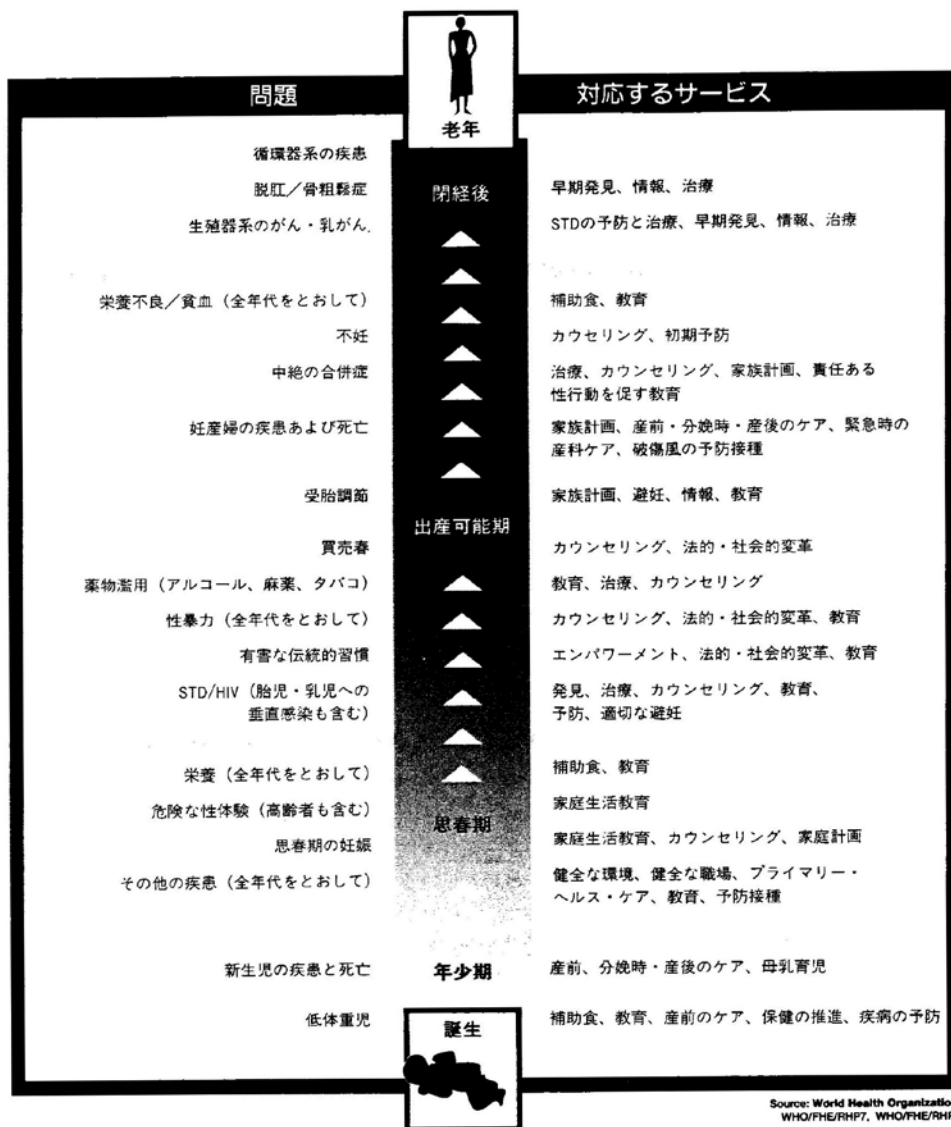 問題
対応するサービス
老年
循環器系の疾患
脱肛／骨粗鬆症
閉経後
早期発見、情報、治療
生殖器系のがん・乳がん.
STDの予防と治療、早期発見、情報、治療
栄養不良／貧血（全年代をとおして）
補助食、教育
不妊
カウセリング、初期予防
中絶の合併症
治療、カウンセリング、家族計画、責任ある
性行動を促す教育
妊産婦の疾患および死亡
家族計画、産前・分娩時・産後のケア、緊急時の
産科ケア、破傷風の予防接種
受胎調節
家族計画、避妊、情報、教育
出産可能期
買売春
カウンセリング、法的・社会的変革
薬物濫用（アルコール、麻薬、タバコ）
教育、治療、カウンセリング
性暴力（全年代をとおして）
カウンセリング、法的・社会的変革、教育
有害な伝統的習慣
エンパワーメント、法的・社会的変革、教育
STD/HIV（胎児・乳児への
垂直感染も含む）
発見、治療、カウンセリング、教育、
予防、適切な避妊
栄養（全年代をとおして）
補助食、教育
危険な性体験（高齢者も含む）
家庭生活教育
思春期
思春期の妊娠
家庭生活教育、カウンセリング、家庭計画
その他の疾患（全年代をとおして）
健全な環境、健全な職場、プライマリー・
ヘルス・ケア、教育、予防接種
新生児の疾患と死亡
年少期
産前、分娩時・産後のケア、母乳育児
低体重児
誕生
補助食、教育、産前のケア、保健の推進、疾病の予防
Source: World Health Organizatio
WHO/FHE/RHP7, WHO/FHE/RHP